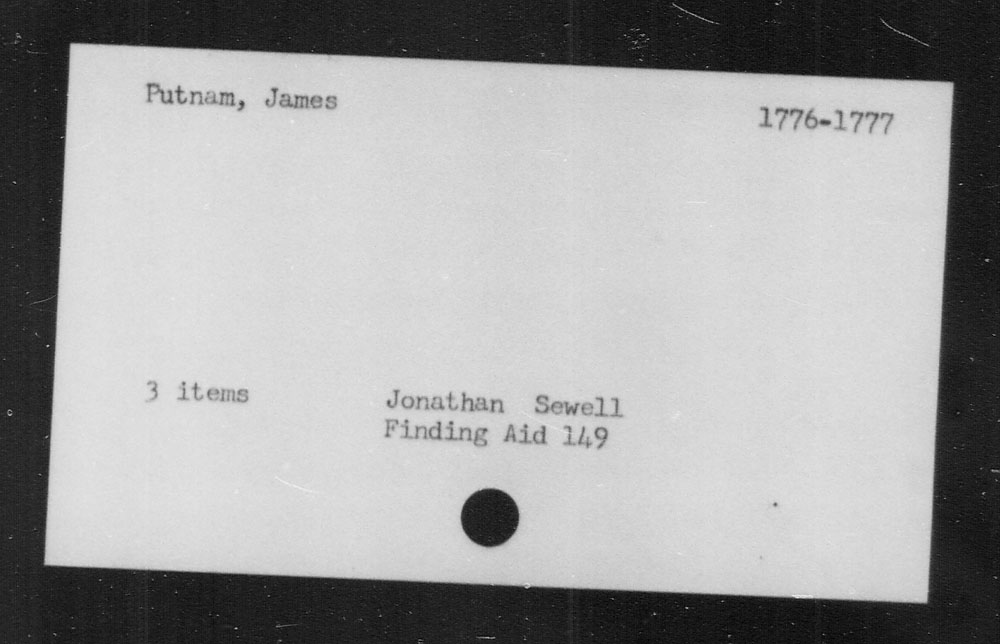 Putnam, James
1776-1777
3 items
Jonathan Sewell
Finding Aid 149